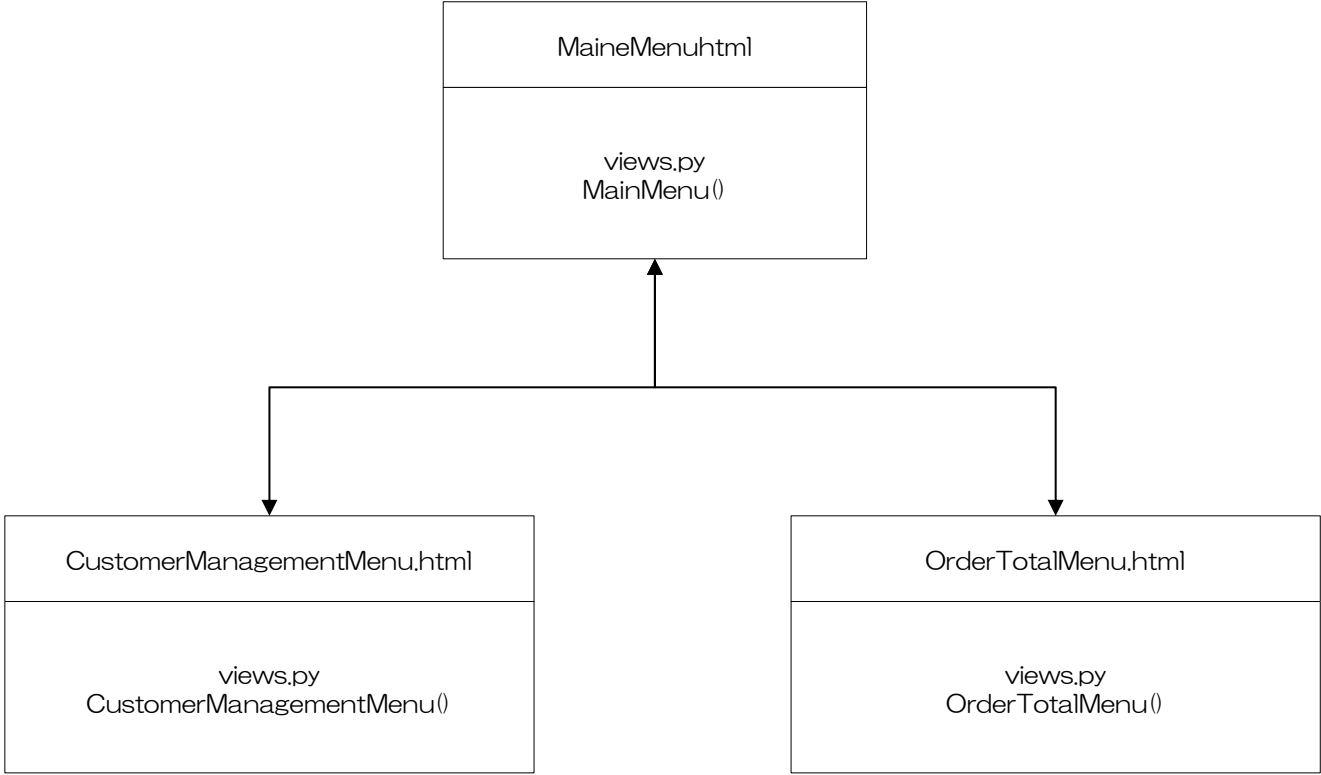 MaineMenuhtml
views.py
MainMenu()
CustomerManagementMenu.html
views.py
CustomerManagementMenu()
OrderTotalMenu.html
views.py
OrderTotalMenu()